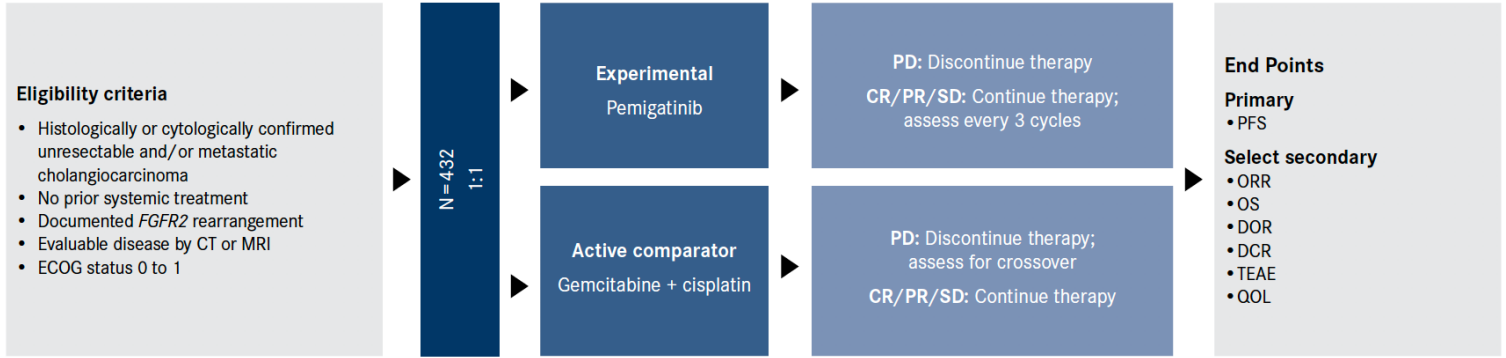 Eligibility criteria
• Histologically or cytologically confirmed
unresectable and/or metastatic
cholangiocarcinoma
• No prior systemic treatment
• Documented FGFR2 rearrangement
• Evaluable disease by CT or MRI
• ECOG status 0 to 1
N=432
1:1
Experimental
Pemigatinib
PD: Discontinue therapy
CR/PR/SD: Continue therapy;
assess every 3 cycles
Active comparator
Gemcitabine + cisplatin
PD: Discontinue therapy;
assess for crossover
CR/PR/SD: Continue therapy
End Points
Primary
• PFS
Select secondary
• ORR
• OS
• DOR
• DCR
• TEAE
• QOL